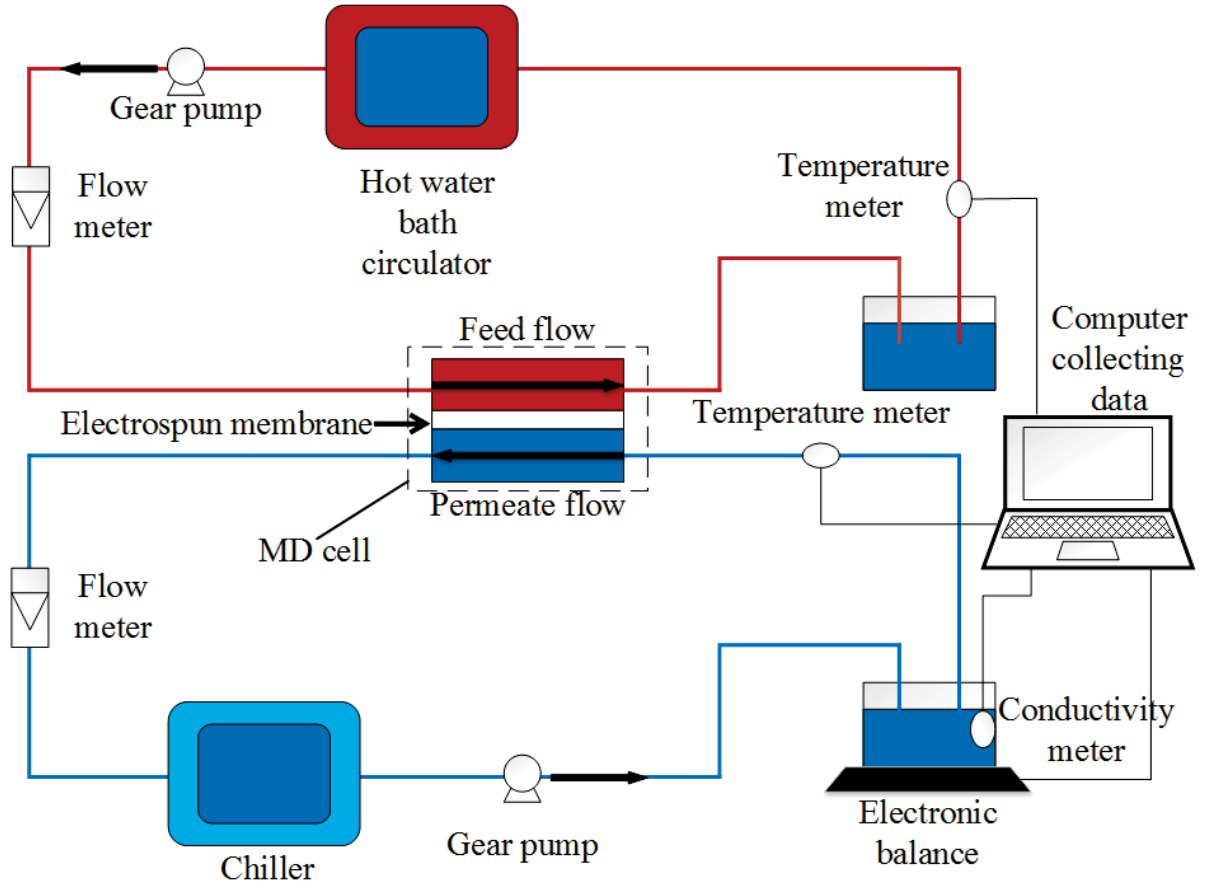 Gear pump
Flow
meter
Hot water
bath
circulator
Temperature
meter
Feed flow
Computer
collecting
data
Electrospun membrane
Temperature meter
Permeate flow
MD cell
Flow
meter
Conductivity
meter
Gear pump
Electronic
balance
Chiller